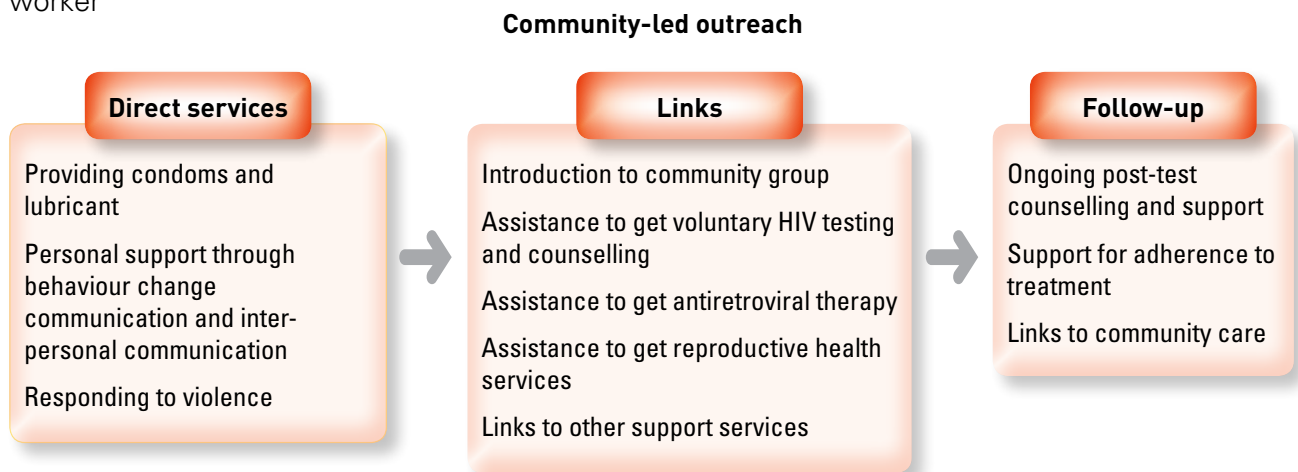 worker
Community-led outreach
Direct services
Providing condoms and
lubricant
Personal support through
behaviour change
communication and inter-
personal communication
Responding to violence
Links
Introduction to community group
Assistance to get voluntary HIV testing
and counselling
Assistance to get antiretroviral therapy
Assistance to get reproductive health
services
Links to other support services
Follow-up
Ongoing post-test
counselling and support
Support for adherence to
treatment
Links to community care